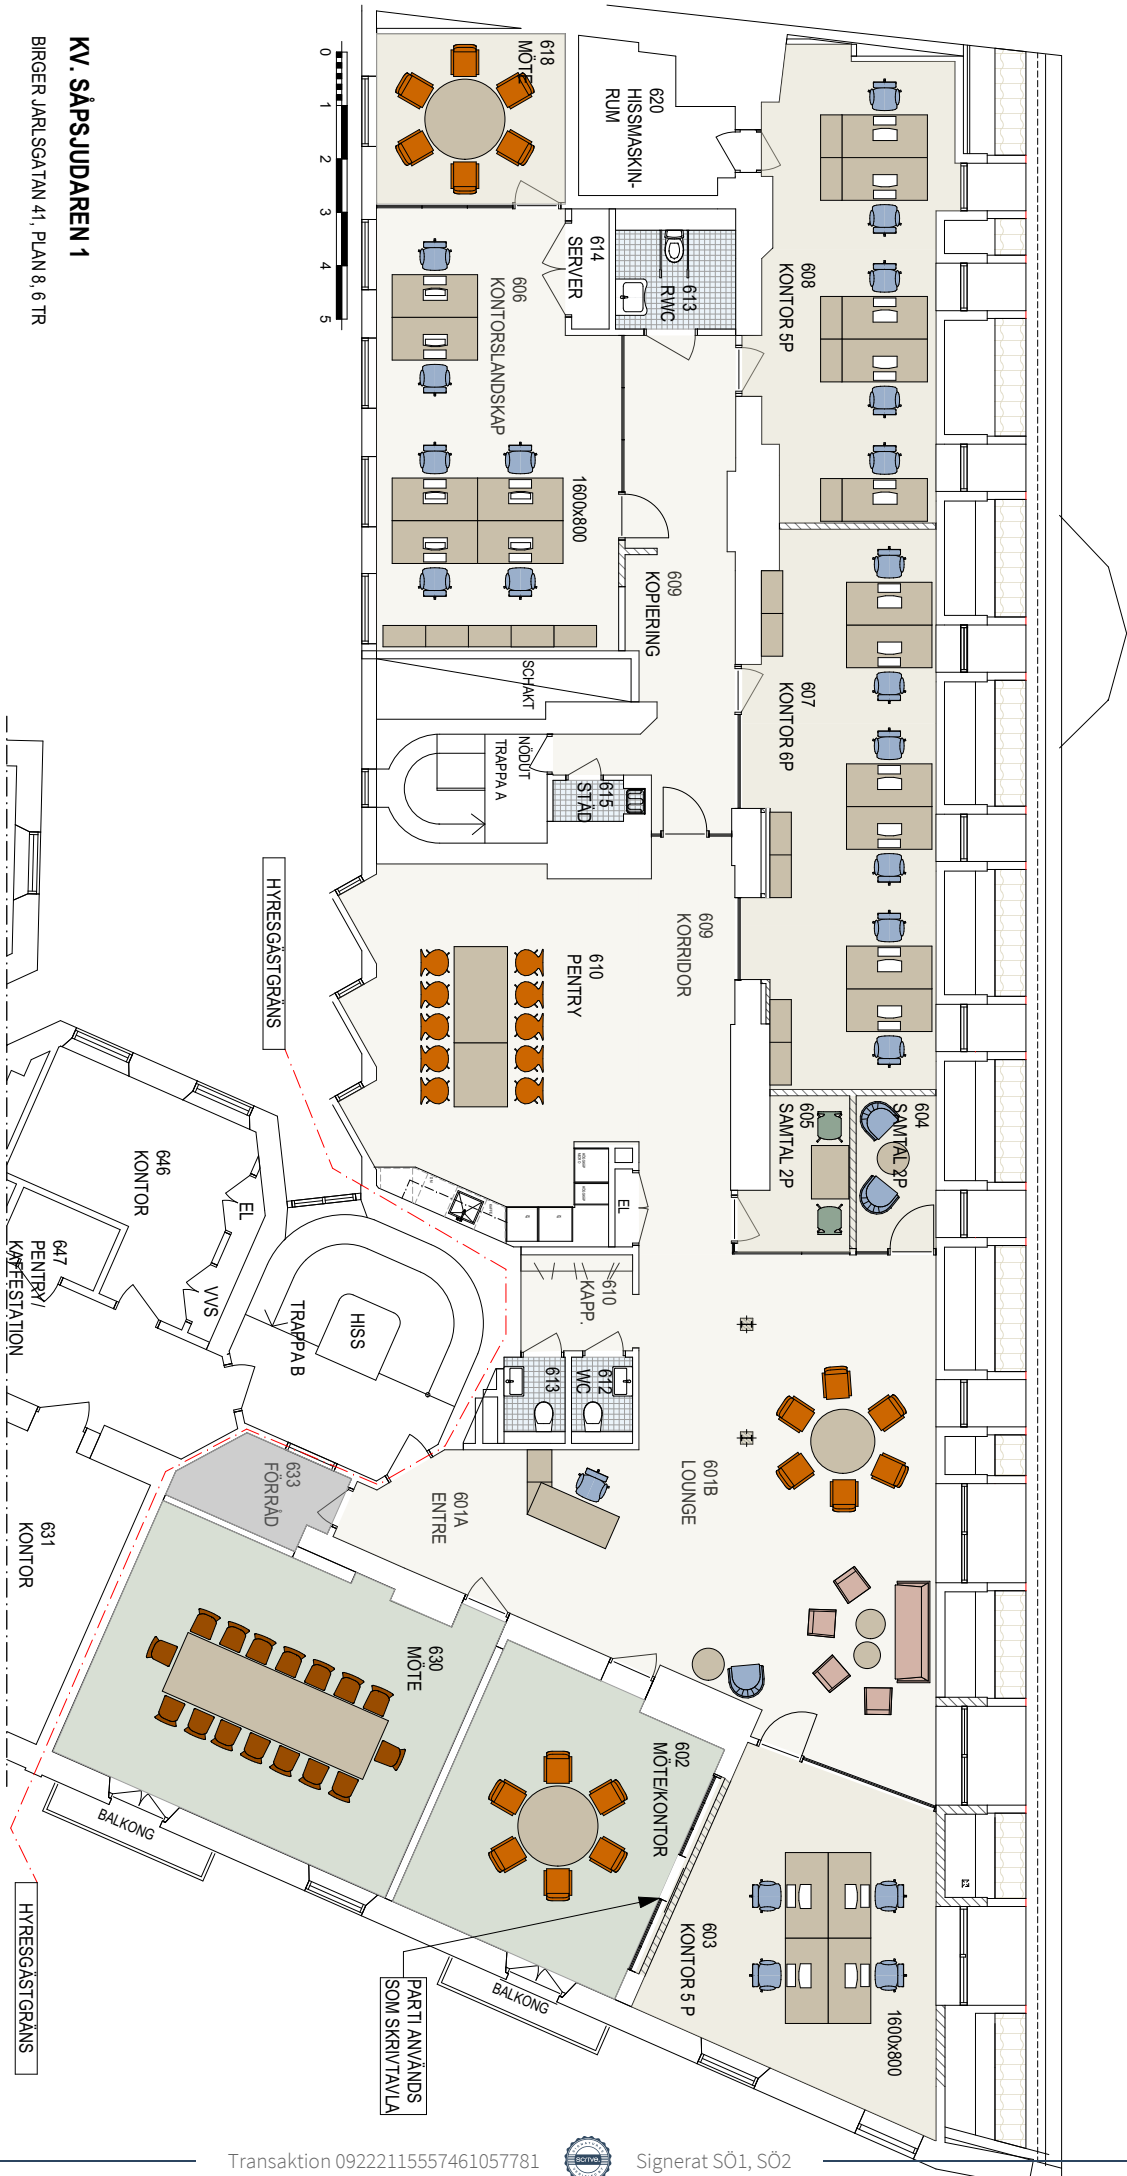 KV. SÅPSJUDAREN 1
BIRGER JARLSGATAN 41, PLAN 8, 6 TR
0 1 2 3 4 5
618
MÖTE
620
HISSMASKIN-
RUM
614
SERVER
613
RWC
608
KONTOR 5P
606
KONTORSLANDSKAP
1600x800
609
KOPIERING
607
KONTOR 6P
SCHAKT
NÖDUT
TRAPPA A
615
STÄD
609
KORRIDOR
610
PENTRY
HYRESGÄSTGRÄNS
605
SAMTAL 2P
604
SAMTAL 2P
EL
646
KONTOR
EL
647
PENTRY/
KAFFESTATION
VVS
HISS
TRAPPA B
610
KAPP.
613
612
WC
601B
LOUNGE
601A
ENTRE
633
FÖRRÅD
631
KONTOR
630
MÖTE
602
MÖTE/KONTOR
603
KONTOR 5 P
1600x800
BALKONG
BALKONG
PARTI ANVÄNDS
SOM SKRIVTAVLA
HYRESGÄSTGRÄNS
Transaktion 09222115557461057781
scrive
Signerat SÖ1, SÖ2